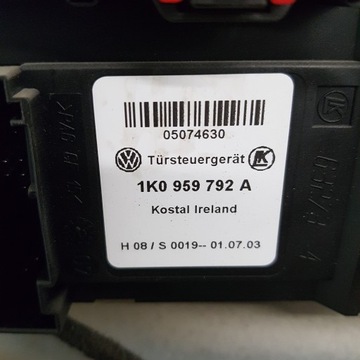 05074630
Türsteuergerät
1K0 959 792 A
Kostal Ireland
H 08 / S 0019-- 01.07.03